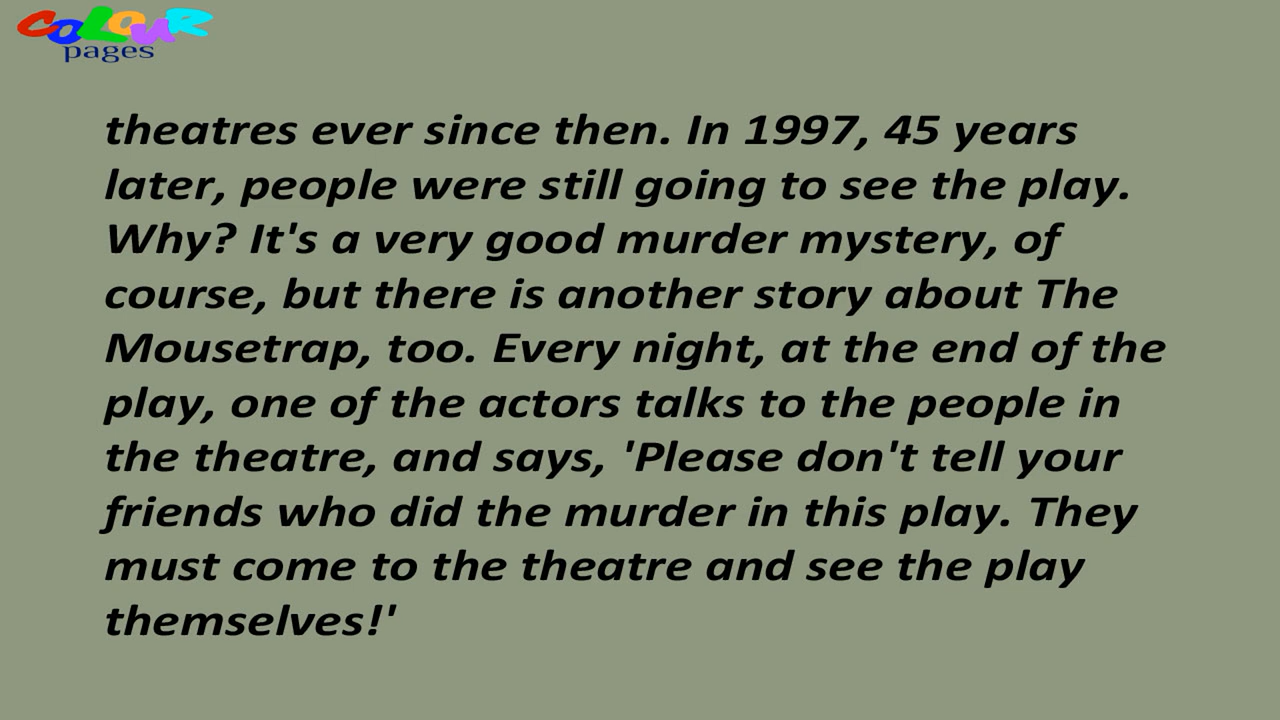 COLOUR
pages
theatres ever since then. In 1997, 45 years
later, people were still going to see the play.
Why? It's a very good murder mystery, of
course, but there is another story about The
Mousetrap, too. Every night, at the end of the
play, one of the actors talks to the people in
the theatre, and says, 'Please don't tell your
friends who did the murder in this play. They
must come to the theatre and see the play
themselves!'